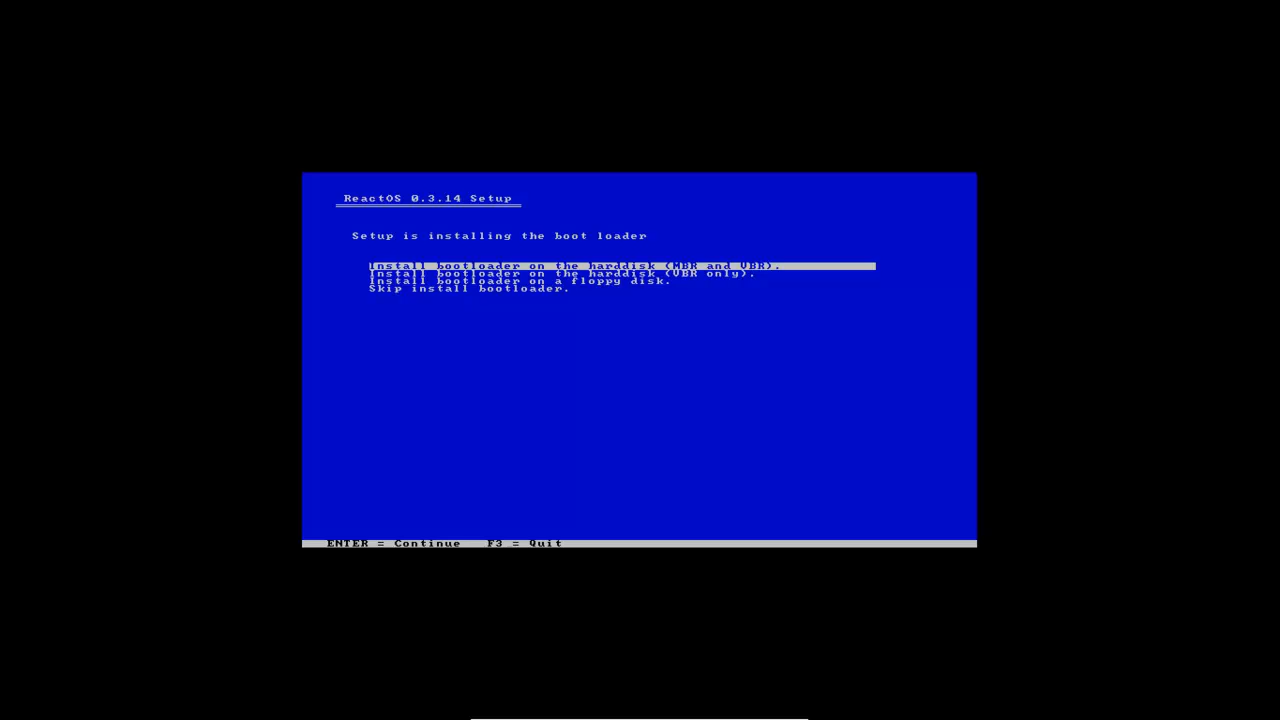 ReactOS 0.3.14 Setup
Setup is installing the boot loader
Install bootloader on the harddisk (MBR and VBR).
Install bootloader on the harddisk (VBR only).
Install bootloader on a floppy disk.
Skip install bootloader.
ENTER = Continue   F3 = Quit